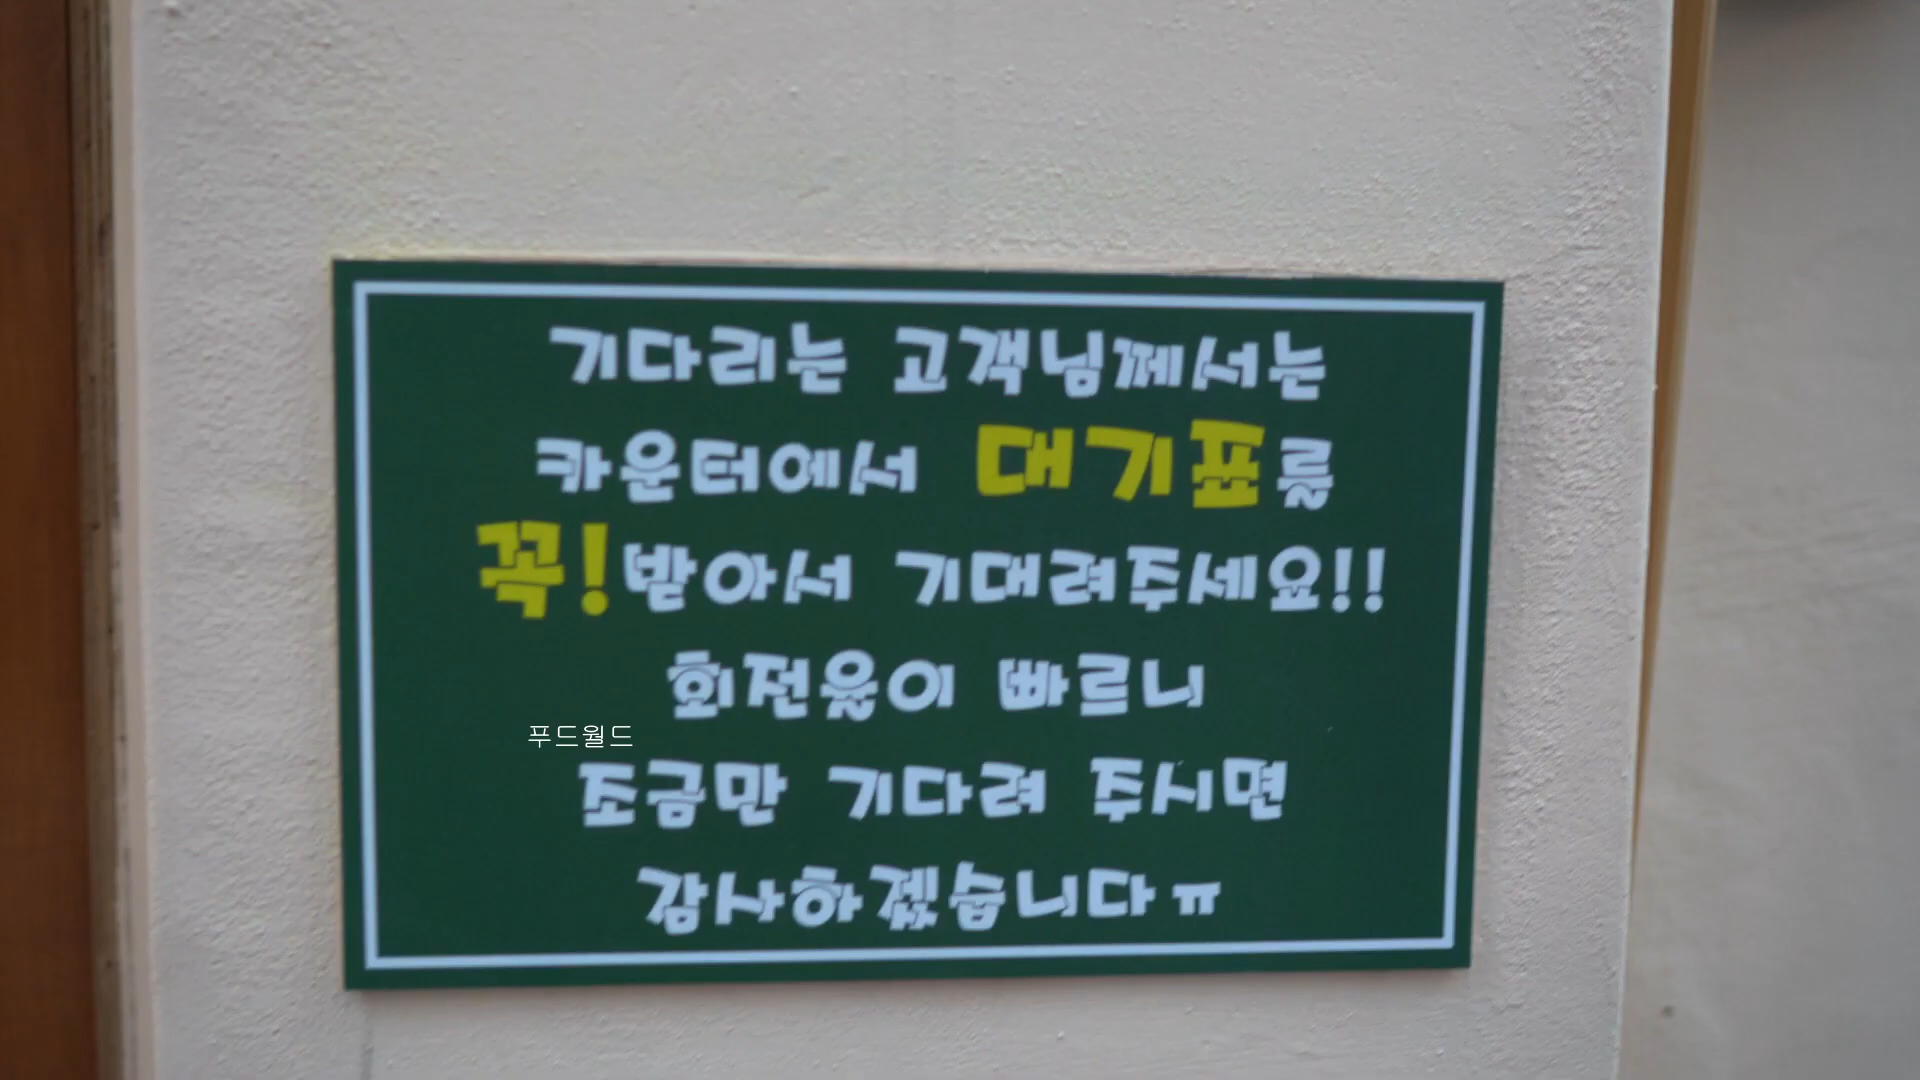 기다리는 고객님께서는
카운터에서 대기표를
꼭!받아서 기대려주세요!!
회전율이 빠르니
푸드월드
조금만 기다려 주시면
감사하겠습니다ㅠ